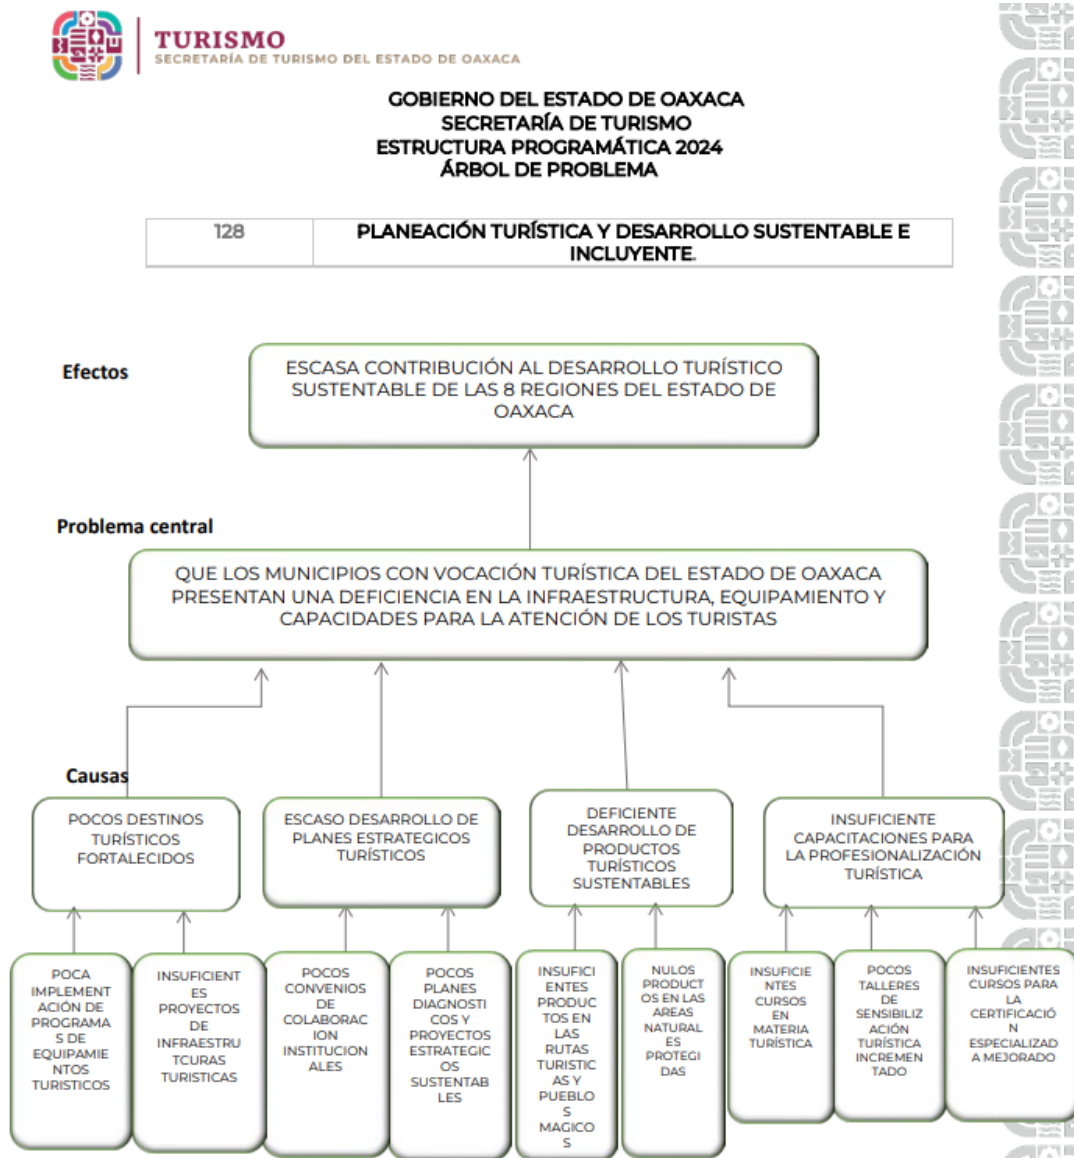 TURISMO
SECRETARÍA DE TURISMO DEL ESTADO DE OAXACA
GOBIERNO DEL ESTADO DE OAXACA
SECRETARÍA DE TURISMO
ESTRUCTURA PROGRAMÁTICA 2024
ÁRBOL DE PROBLEMA
128
PLANEACIÓN TURÍSTICA Y DESARROLLO SUSTENTABLE E
INCLUYENTE.
Efectos
ESCASA CONTRIBUCIÓN AL DESARROLLO TURÍSTICO
SUSTENTABLE DE LAS 8 REGIONES DEL ESTADO DE
OAXACA
Problema central
QUE LOS MUNICIPIOS CON VOCACIÓN TURÍSTICA DEL ESTADO DE OAXACA
PRESENTAN UNA DEFICIENCIA EN LA INFRAESTRUCTURA, EQUIPAMIENTO Y
CAPACIDADES PARA LA ATENCIÓN DE LOS TURISTAS
Causas
POCOS DESTINOS
TURÍSTICOS
FORTALECIDOS
ESCASO DESARROLLO DE
PLANES ESTRATEGICOS
TURÍSTICOS
DEFICIENTE
DESARROLLO DE
PRODUCTOS
TURÍSTICOS
SUSTENTABLES
INSUFICIENTE
CAPACITACIONES PARA
LA PROFESIONALIZACIÓN
TURÍSTICA
POCA
IMPLEMENT
ACIÓN DE
PROGRAMA
S DE
EQUIPAMIE
NTOS
TURISTICOS
INSUFICIENT
ES
PROYECTOS
DE
INFRAESTRU
TCURAS
TURISTICAS
POCOS
CONVENIOS
DE
COLABORAC
ION
INSTITUCION
ALES
POCOS
PLANES
DIAGNOSTI
COS Y
PROYECTOS
ESTRATEGIC
OS
SUSTENTAB
LES
INSUFICI
ENTES
PRODUC
TOS EN
LAS
RUTAS
TURISTIC
AS Y
PUEBLO
S
MAGICO
S
NULOS
PRODUCT
OS EN LAS
AREAS
NATURAL
ES
PROTEGI
DAS
INSUFICIE
NTES
CURSOS
EN
MATERIA
TURÍSTICA
POCOS
TALLERES
DE
SENSIBILIZ
ACIÓN
TURÍSTICA
INCREMEN
TADO
INSUFICIENTES
CURSOS PARA
LA
CERTIFICACIÓ
N
ESPECIALIZAD
A MEJORADO